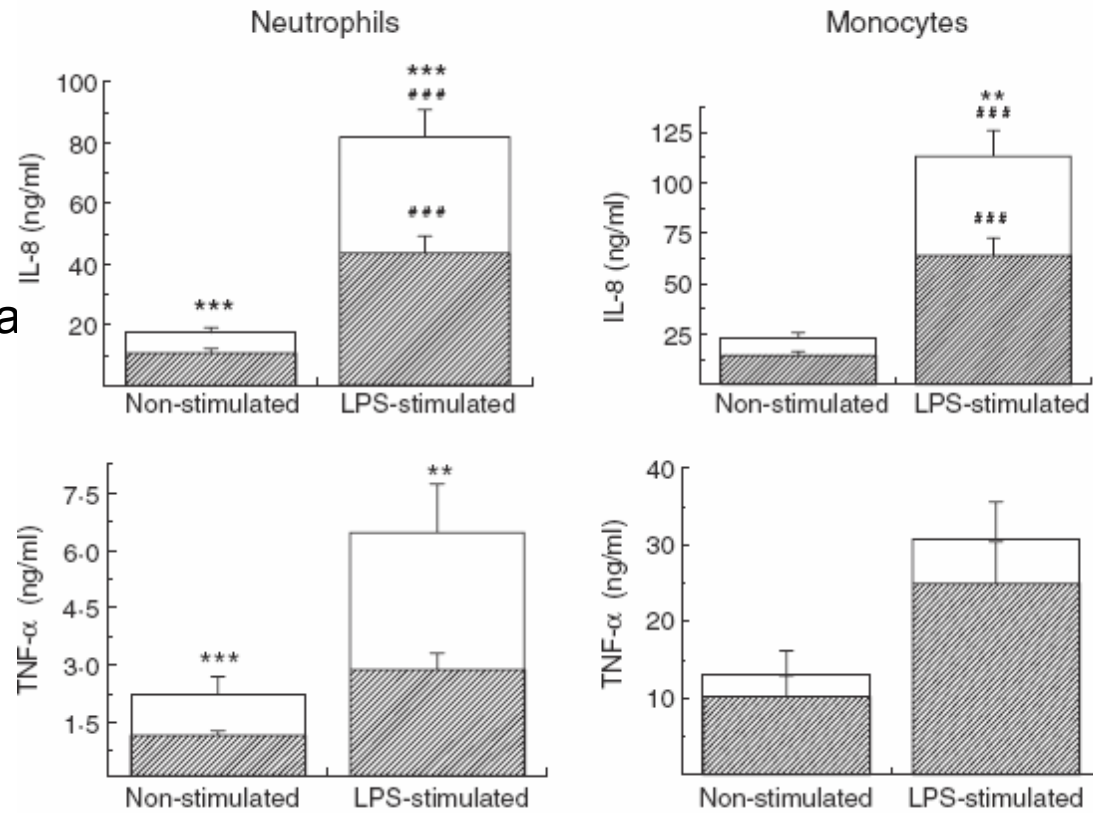 Neutrophils
Monocytes
***
###
###
***
100
80
60
40
20
IL-8 (ng/ml)
a
Non-stimulated
LPS-stimulated
**
###
###
125
100
75
50
25
IL-8 (ng/ml)
Non-stimulated
LPS-stimulated
**
***
7·5
6·0
4·5
3·0
1·5
TNF-α (ng/ml)
Non-stimulated
LPS-stimulated
40
30
20
10
TNF-α (ng/ml)
Non-stimulated
LPS-stimulated